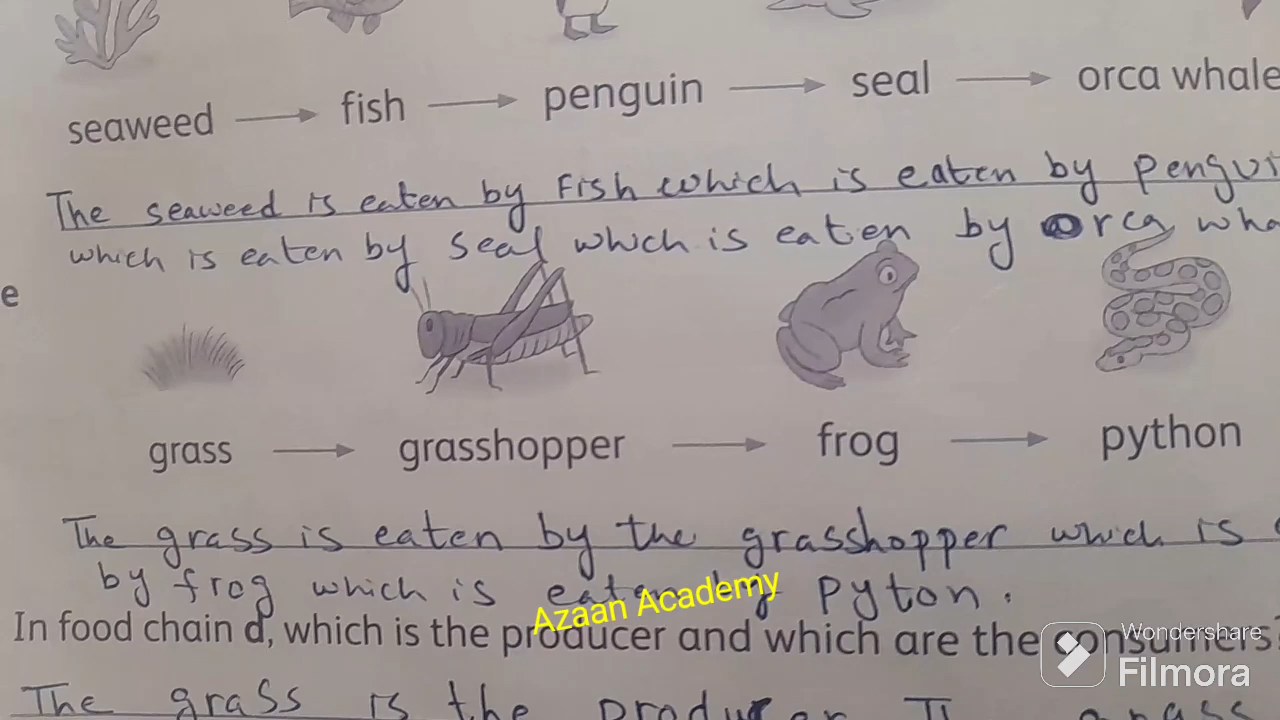 seaweed → fish → penguin → seal → orca whale
The seaweed is eaten by Fish which is eaten by Pengui
which is eaten by seal which is eaten by Orca wha
e
grass → grasshopper → frog → python
The grass is eaten by the grasshopper which is
by frog which is eaten by Pyton.
Azaan Academy
In food chain d, which is the producer and which are the consumers
Wondershare
Filmora
The grass is the producer